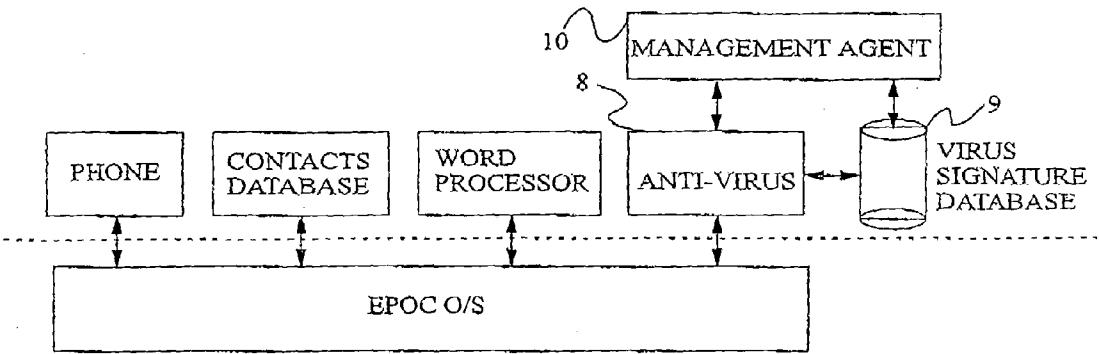 10
MANAGEMENT AGENT
8
9
PHONE
CONTACTS
DATABASE
WORD
PROCESSOR
ANTI-VIRUS
VIRUS
SIGNATURE
DATABASE
EPOC O/S